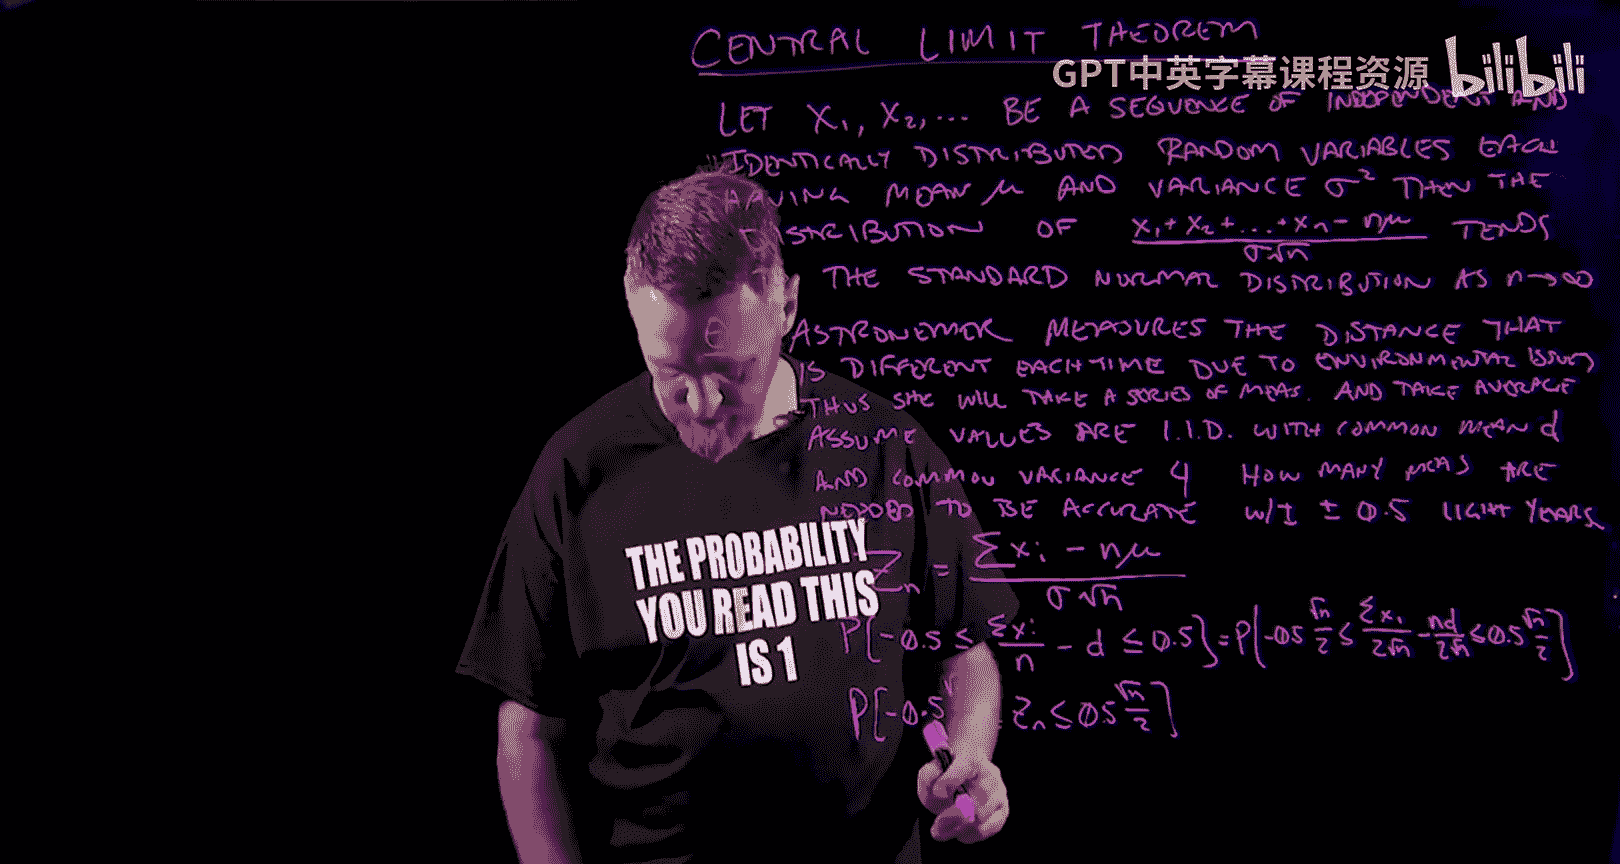 CENTRAL LIMIT THEOREM
GPT中英字幕课程资源 bilibili
LET X₁, X₂, ... BE A SEQUENCE OF INDEPENDENT AND
IDENTICALLY DISTRIBUTED RANDOM VARIABLES EACH
HAVING MEAN μ AND VARIANCE σ² THEN THE
DISTRIBUTION OF (X₁ + X₂ + ... + Xₙ - nμ) / (σ√n) TENDS
THE STANDARD NORMAL DISTRIBUTION AS n → ∞
ASTRONEMER MEASURES THE DISTANCE THAT
IS DIFFERENT EACH TIME DUE TO ENVIRONMENTAL ISSUES
THUS SHE WILL TAKE A SERIES OF MEAS. AND TAKE AVERAGE
ASSUME VALUES ARE I.I.D. WITH COMMON MEAN d
AND COMMON VARIANCE 4 HOW MANY MEAS ARE
NEEDED TO BE ACCURATE W/I ± 0.5 LIGHT YEARS
Zₙ = (Σxᵢ - nμ) / (σ√n)
P{-0.5 ≤ Σxᵢ/n - d ≤ 0.5} = P{-0.5 √n/2 ≤ Σxᵢ/(2√n) - nd/(2√n) ≤ 0.5 √n/2}
P{-0.5 Zₙ ≤ 0.5 √n/2}
THE PROBABILITY
YOU READ THIS
IS 1